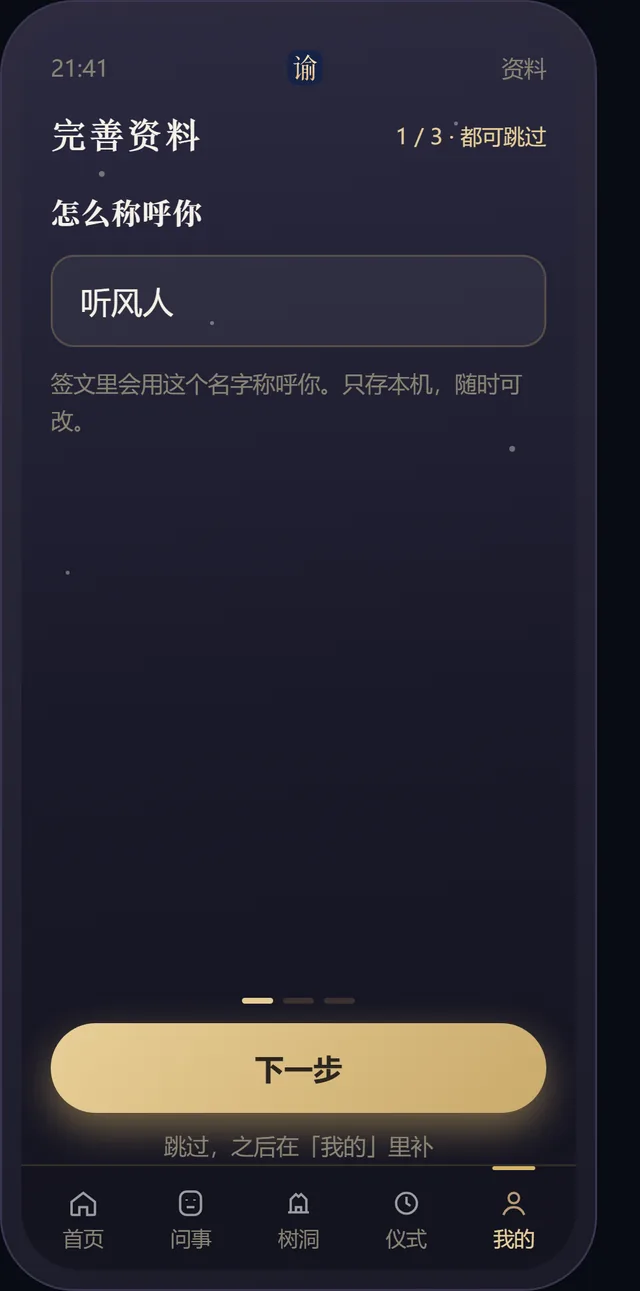 21:41 谕 资料
完善资料 1 / 3 · 都可跳过
怎么称呼你
听风人
签文里会用这个名字称呼你。只存本机，随时可
改。
下一步
跳过，之后在「我的」里补
首页 问事 树洞 仪式 我的